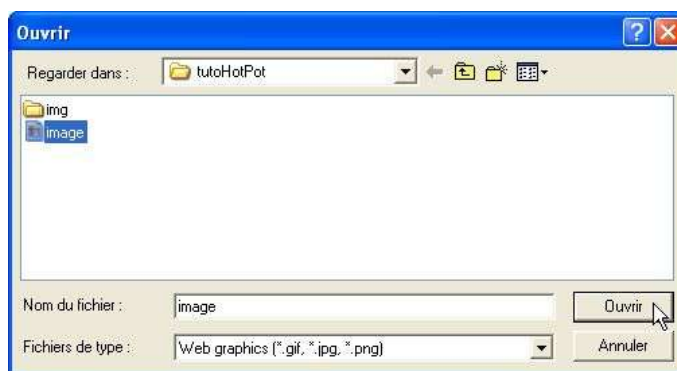 Ouvrir
Regarder dans : tutoHotPot
img
image
Nom du fichier : image Ouvrir
Fichiers de type : Web graphics (*.gif, *.jpg, *.png) Annuler